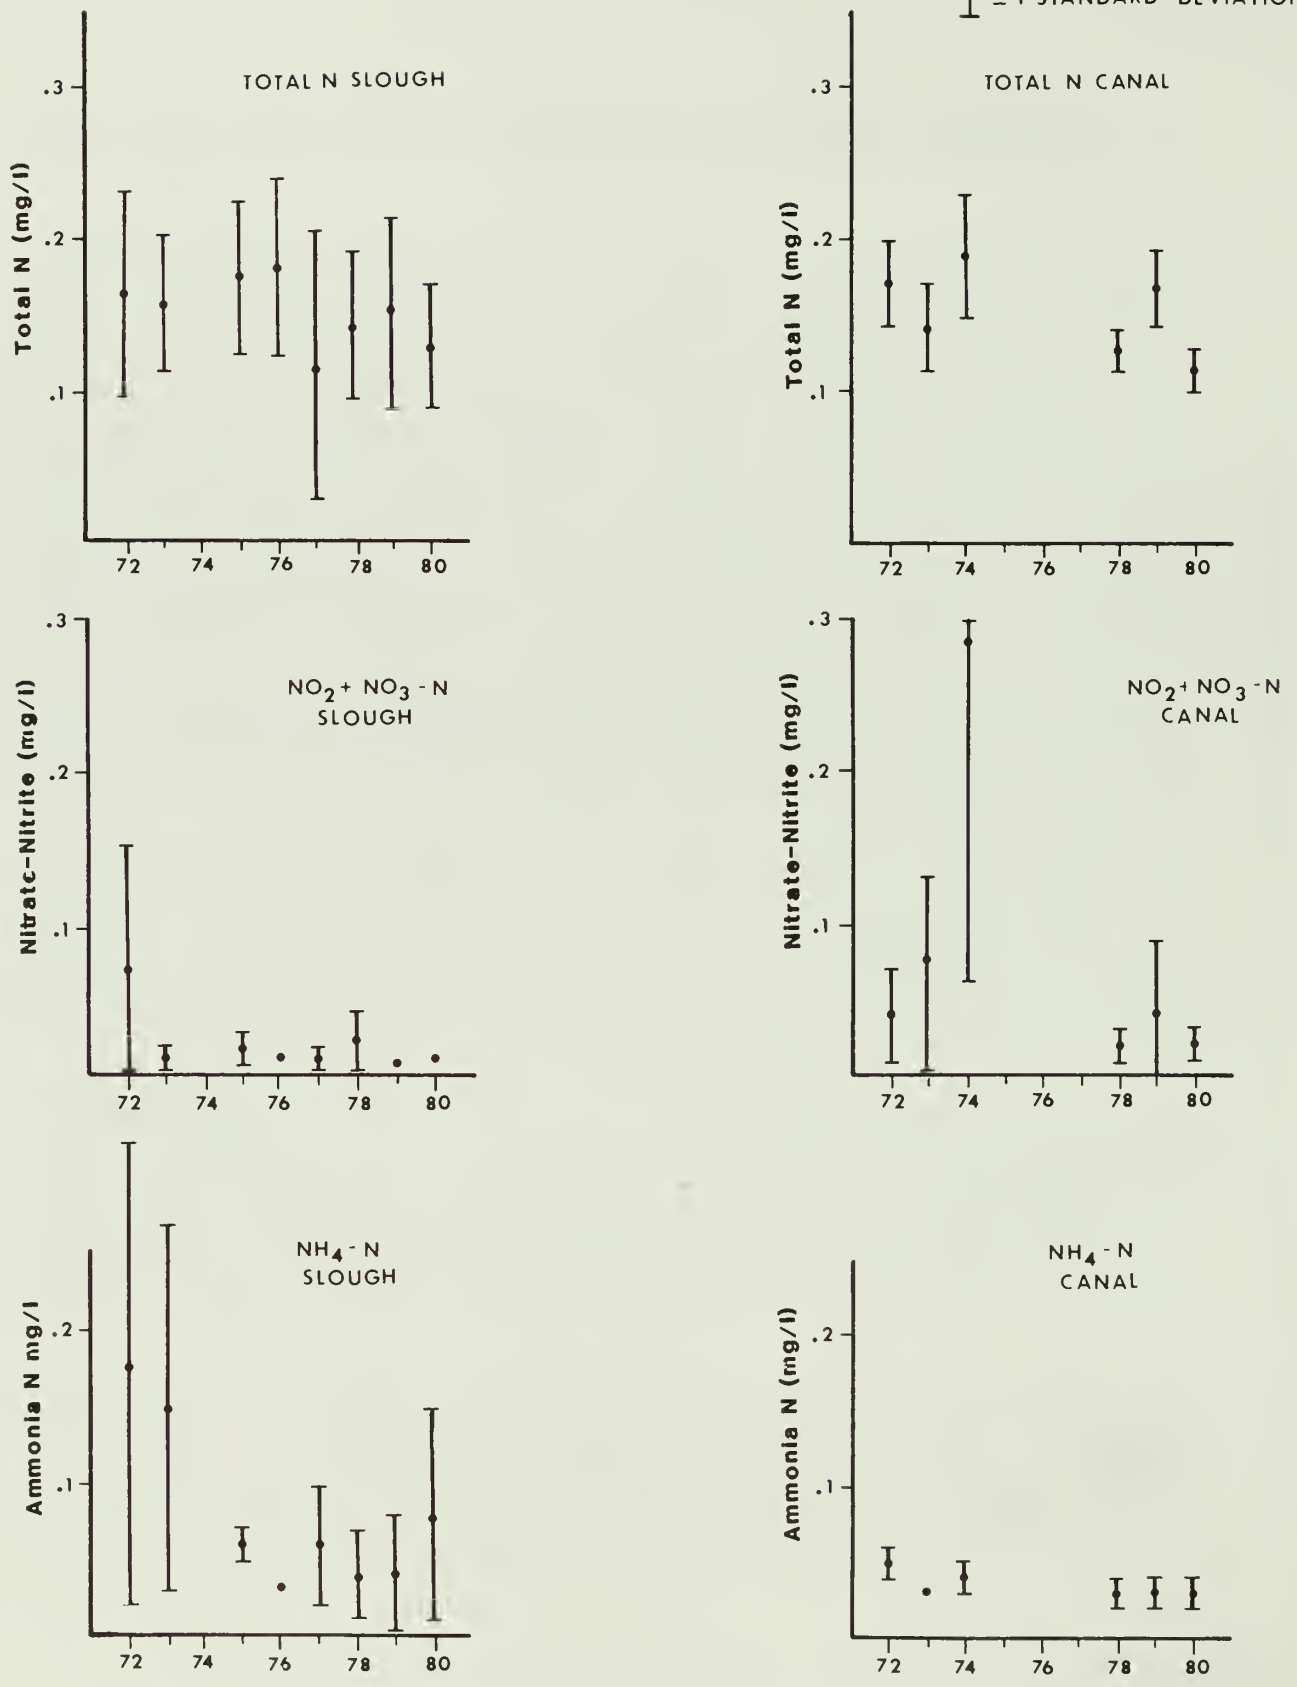 ± 1 STANDARD DEVIATION
TOTAL N SLOUGH
Total N (mg/l)
.3
.2
.1
72 74 76 78 80
TOTAL N CANAL
Total N (mg/l)
.3
.2
.1
72 74 76 78 80
NO2+ NO3-N
SLOUGH
Nitrate-Nitrite (mg/l)
.3
.2
.1
72 74 76 78 80
NO2+ NO3-N
CANAL
Nitrate-Nitrite (mg/l)
.3
.2
.1
72 74 76 78 80
NH4-N
SLOUGH
Ammonia N mg/l
.2
.1
72 74 76 78 80
NH4-N
CANAL
Ammonia N (mg/l)
.2
.1
72 74 76 78 80